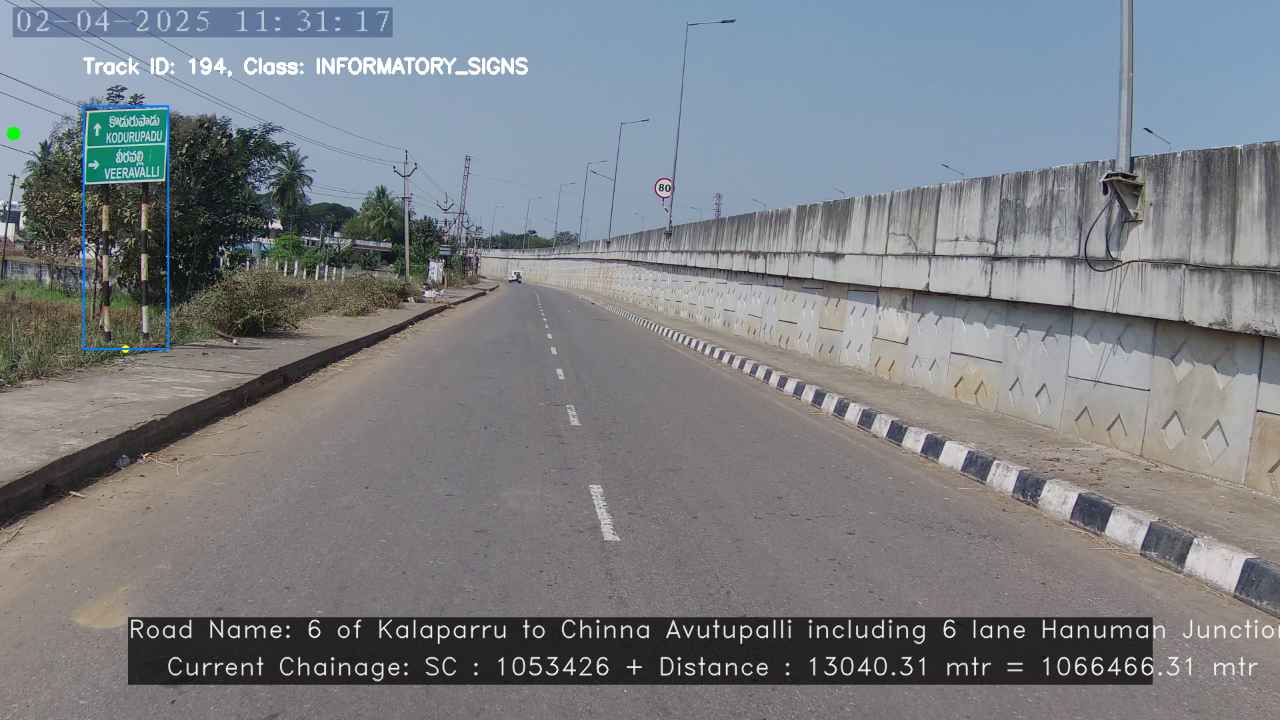 02-04-2025 11:31:17
Track ID: 194, Class: INFORMATORY_SIGNS
కొడురుపాడు
KODURUPADU
వీరవల్లి
VEERAVALLI
80
Road Name: 6 of Kalaparru to Chinna Avutupalli including 6 lane Hanuman Junction
Current Chainage: SC : 1053426 + Distance : 13040.31 mtr = 1066466.31 mtr